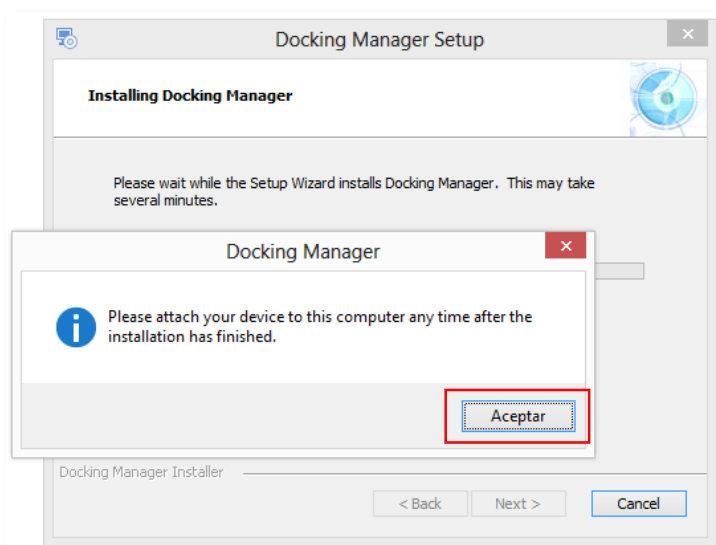 Docking Manager Setup
Installing Docking Manager
Please wait while the Setup Wizard installs Docking Manager. This may take
several minutes.
Docking Manager
Please attach your device to this computer any time after the
installation has finished.
Aceptar
Docking Manager Installer
< Back Next > Cancel